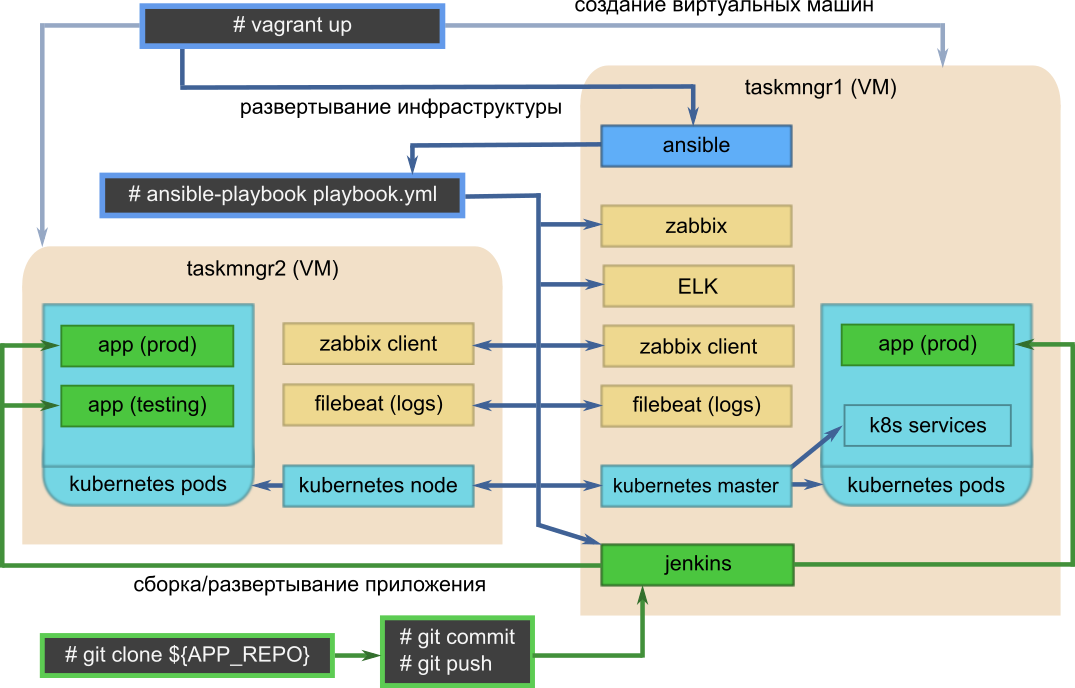 создание виртуальных машин
# vagrant up
taskmngr1 (VM)
развертывание инфраструктуры
ansible
# ansible-playbook playbook.yml
zabbix
taskmngr2 (VM)
ELK
app (prod)
zabbix client
zabbix client
app (prod)
app (testing)
filebeat (logs)
filebeat (logs)
k8s services
kubernetes pods
kubernetes node
kubernetes master
kubernetes pods
jenkins
сборка/развертывание приложения
# git clone ${APP_REPO}
# git commit
# git push